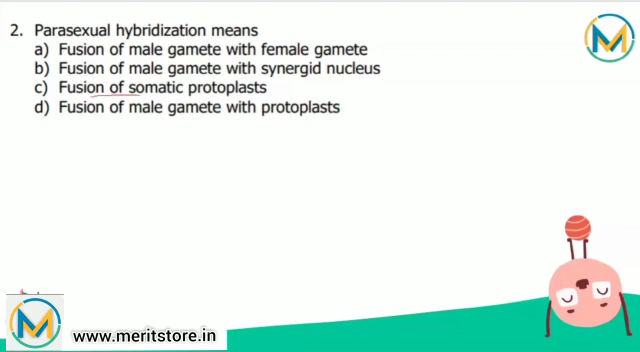 2. Parasexual hybridization means
a) Fusion of male gamete with female gamete
b) Fusion of male gamete with synergid nucleus
c) Fusion of somatic protoplasts
d) Fusion of male gamete with protoplasts
www.meritstore.in